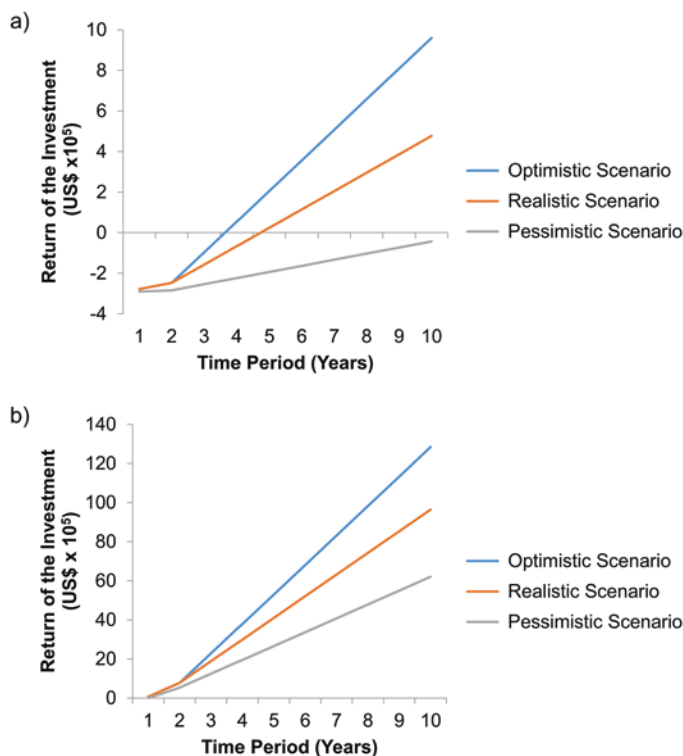 a)
Return of the Investment
(US$ x10⁵)
10
8
6
4
2
0
-2
-4
1 2 3 4 5 6 7 8 9 10
Time Period (Years)
Optimistic Scenario
Realistic Scenario
Pessimistic Scenario
b)
Return of the Investment
(US$ x 10⁵)
140
120
100
80
60
40
20
0
1 2 3 4 5 6 7 8 9 10
Time Period (Years)
Optimistic Scenario
Realistic Scenario
Pessimistic Scenario